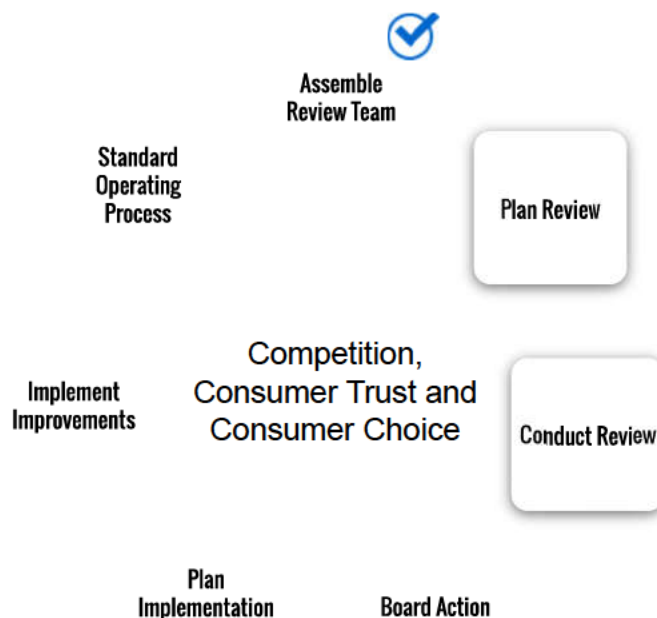 Assemble
Review Team
Standard
Operating
Process
Plan Review
Competition,
Consumer Trust and
Consumer Choice
Implement
Improvements
Conduct Review
Plan
Implementation
Board Action